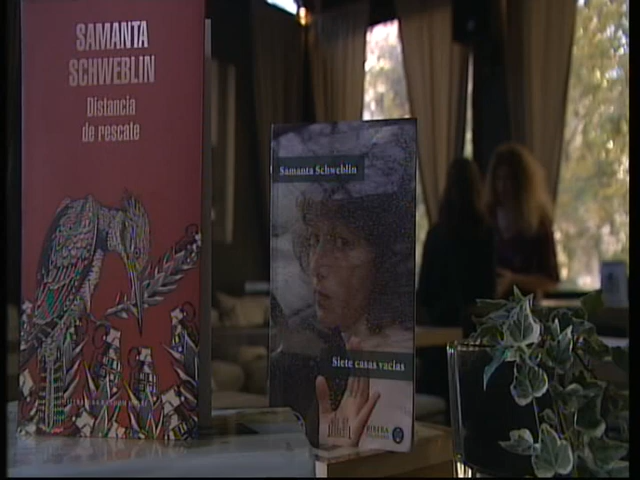 SAMANTA
SCHWEBLIN
Distancia
de rescate
Samanta Schweblin
Siete casas vacías